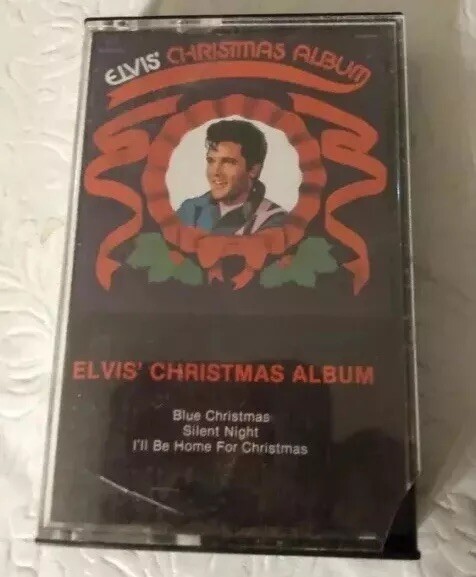 ELVIS' CHRISTMAS ALBUM
ELVIS' CHRISTMAS ALBUM
Blue Christmas
Silent Night
I'll Be Home For Christmas